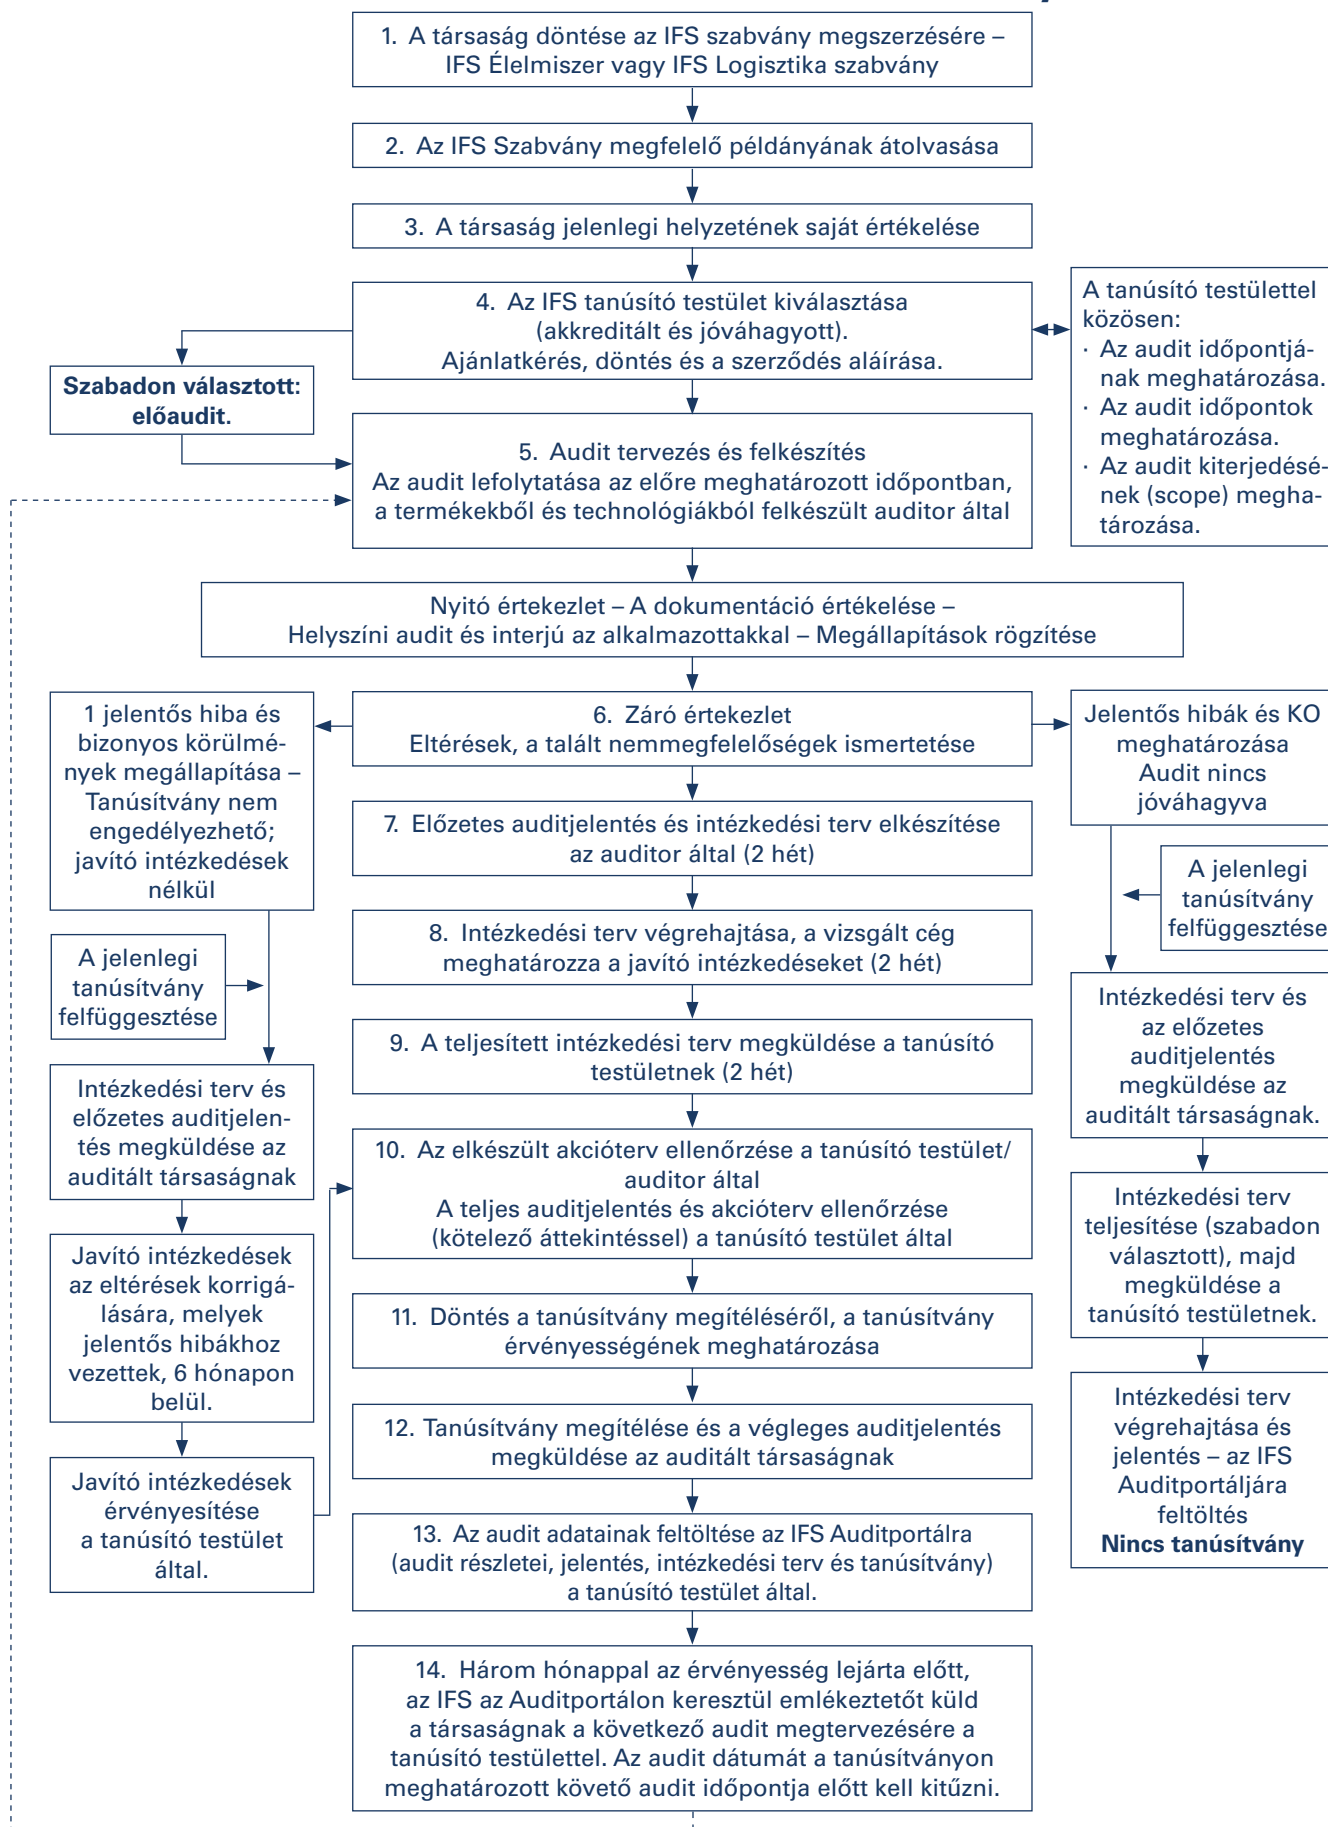 1. A társaság döntése az IFS szabvány megszerzésére –
IFS Élelmiszer vagy IFS Logisztika szabvány
2. Az IFS Szabvány megfelelő példányának átolvasása
3. A társaság jelenlegi helyzetének saját értékelése
4. Az IFS tanúsító testület kiválasztása
(akkreditált és jóváhagyott).
Ajánlatkérés, döntés és a szerződés aláírása.
A tanúsító testülettel
közösen:
· Az audit időpontjá-
nak meghatározása.
· Az audit időpontok
meghatározása.
· Az audit kiterjedésé-
nek (scope) megha-
tározása.
Szabadon választott:
előaudit.
5. Audit tervezés és felkészítés
Az audit lefolytatása az előre meghatározott időpontban,
a termékekből és technológiákból felkészült auditor által
Nyitó értekezlet – A dokumentáció értékelése –
Helyszíni audit és interjú az alkalmazottakkal – Megállapítások rögzítése
6. Záró értekezlet
Eltérések, a talált nemmegfelelőségek ismertetése
1 jelentős hiba és
bizonyos körülmé-
nyek megállapítása –
Tanúsítvány nem
engedélyezhető;
javító intézkedések
nélkül
A jelenlegi
tanúsítvány
felfüggesztése
Intézkedési terv és
előzetes auditjelen-
tés megküldése az
auditált társaságnak
Javító intézkedések
az eltérések korrigá-
lására, melyek
jelentős hibákhoz
vezettek, 6 hónapon
belül.
Javító intézkedések
érvényesítése
a tanúsító testület
által.
Jelentős hibák és KO
meghatározása
Audit nincs
jóváhagyva
A jelenlegi
tanúsítvány
felfüggesztése
Intézkedési terv és
az előzetes
auditjelentés
megküldése az
auditált társaságnak.
Intézkedési terv
teljesítése (szabadon
választott), majd
megküldése a
tanúsító testületnek.
Intézkedési terv
végrehajtása és
jelentés – az IFS
Auditportáljára
feltöltés
Nincs tanúsítvány
7. Előzetes auditjelentés és intézkedési terv elkészítése
az auditor által (2 hét)
8. Intézkedési terv végrehajtása, a vizsgált cég
meghatározza a javító intézkedéseket (2 hét)
9. A teljesített intézkedési terv megküldése a tanúsító
testületnek (2 hét)
10. Az elkészült akcióterv ellenőrzése a tanúsító testület/
auditor által
A teljes auditjelentés és akcióterv ellenőrzése
(kötelező áttekintéssel) a tanúsító testület által
11. Döntés a tanúsítvány megítéléséről, a tanúsítvány
érvényességének meghatározása
12. Tanúsítvány megítélése és a végleges auditjelentés
megküldése az auditált társaságnak
13. Az audit adatainak feltöltése az IFS Auditportálra
(audit részletei, jelentés, intézkedési terv és tanúsítvány)
a tanúsító testület által.
14. Három hónappal az érvényesség lejárta előtt,
az IFS az Auditportálon keresztül emlékeztetőt küld
a társaságnak a következő audit megtervezésére a
tanúsító testülettel. Az audit dátumát a tanúsítványon
meghatározott követő audit időpontja előtt kell kitűzni.